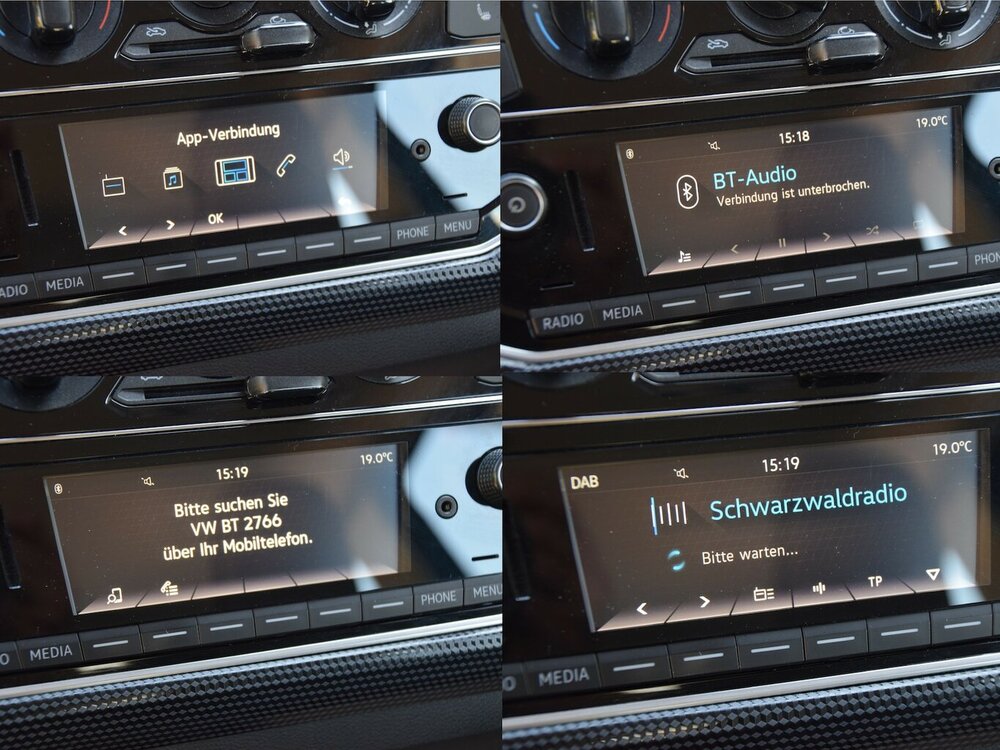 App-Verbindung
OK
PHONE
MENU
MEDIA
15:18
19.0°C
BT-Audio
Verbindung ist unterbrochen.
RADIO
MEDIA
15:19
19.0°C
Bitte suchen Sie
VW BT 2766
über Ihr Mobiltelefon.
PHONE
MENU
MEDIA
DAB
15:19
19.0°C
Schwarzwaldradio
Bitte warten...
TP
MEDIA